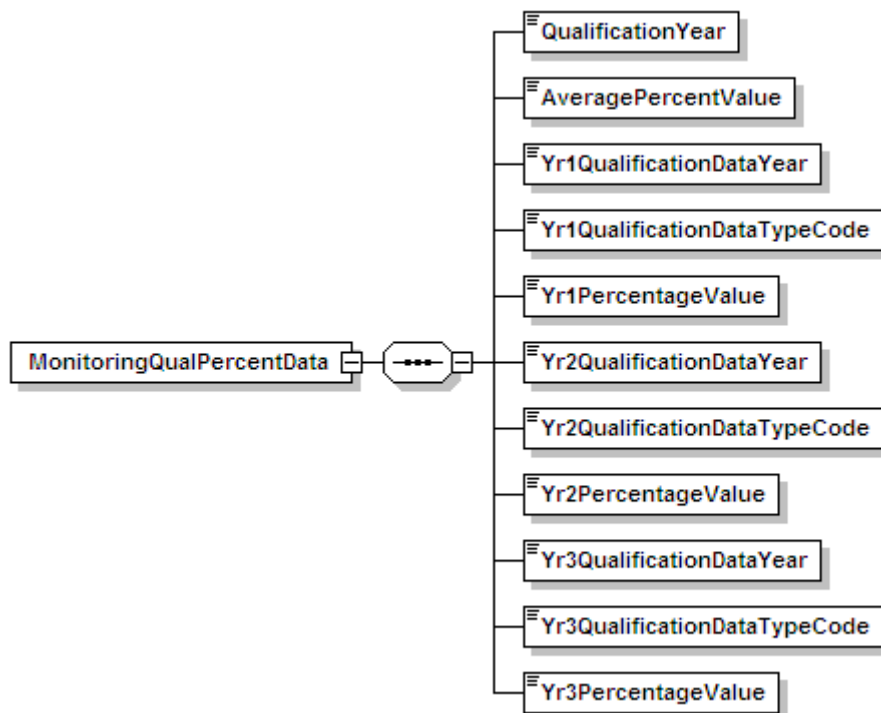 QualificationYear
AveragePercentValue
Yr1QualificationDataYear
Yr1QualificationDataTypeCode
Yr1PercentageValue
MonitoringQualPercentData
Yr2QualificationDataYear
Yr2QualificationDataTypeCode
Yr2PercentageValue
Yr3QualificationDataYear
Yr3QualificationDataTypeCode
Yr3PercentageValue